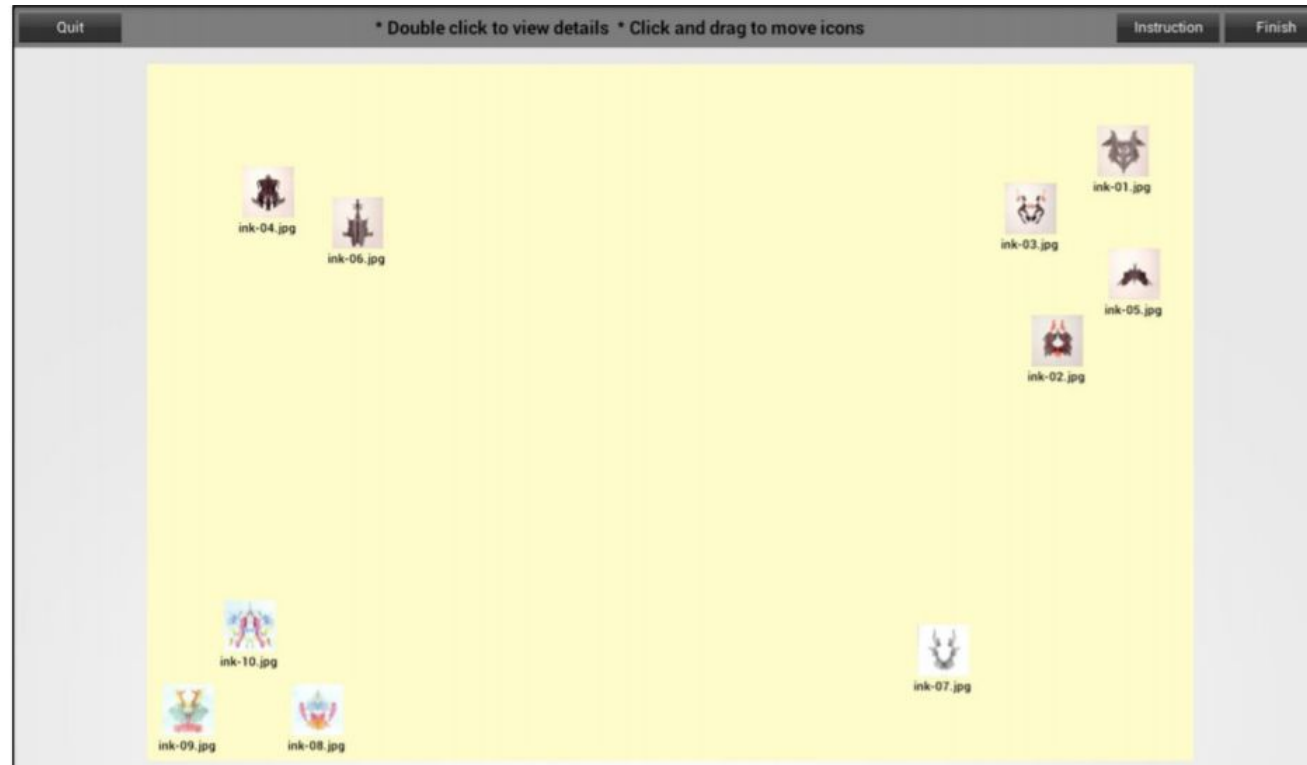 Quit
* Double click to view details * Click and drag to move icons
Instruction
Finish
ink-01.jpg
ink-04.jpg
ink-03.jpg
ink-06.jpg
ink-05.jpg
ink-02.jpg
ink-10.jpg
ink-07.jpg
ink-09.jpg
ink-08.jpg